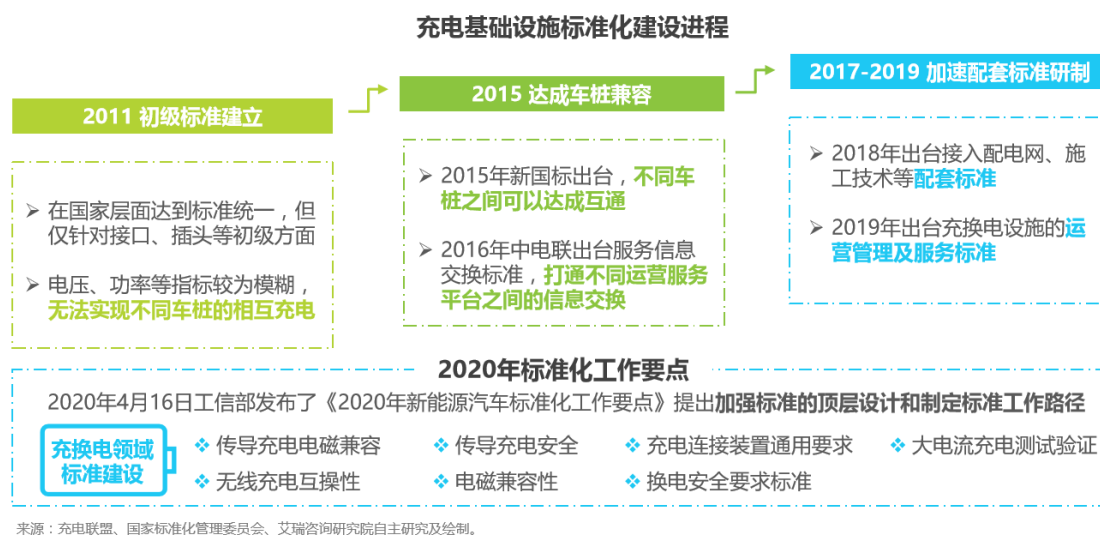 充电基础设施标准化建设进程
2011 初级标准建立
➢ 在国家层面达到标准统一，但
仅针对接口、插头等初级方面
➢ 电压、功率等指标较为模糊，
无法实现不同车桩的相互充电
2015 达成车桩兼容
➢ 2015年新国标出台，不同车
桩之间可以达成互通
➢ 2016年中电联出台服务信息
交换标准，打通不同运营服务
平台之间的信息交换
2017-2019 加速配套标准研制
➢ 2018年出台接入配电网、施
工技术等配套标准
➢ 2019年出台充换电设施的运
营管理及服务标准
2020年标准化工作要点
2020年4月16日工信部发布了《2020年新能源汽车标准化工作要点》提出加强标准的顶层设计和制定标准工作路径
充换电领域
标准建设
❖ 传导充电电磁兼容 ❖ 传导充电安全 ❖ 充电连接装置通用要求 ❖ 大电流充电测试验证
❖ 无线充电互操性 ❖ 电磁兼容性 ❖ 换电安全要求标准
来源：充电联盟、国家标准化管理委员会、艾瑞咨询研究院自主研究及绘制。